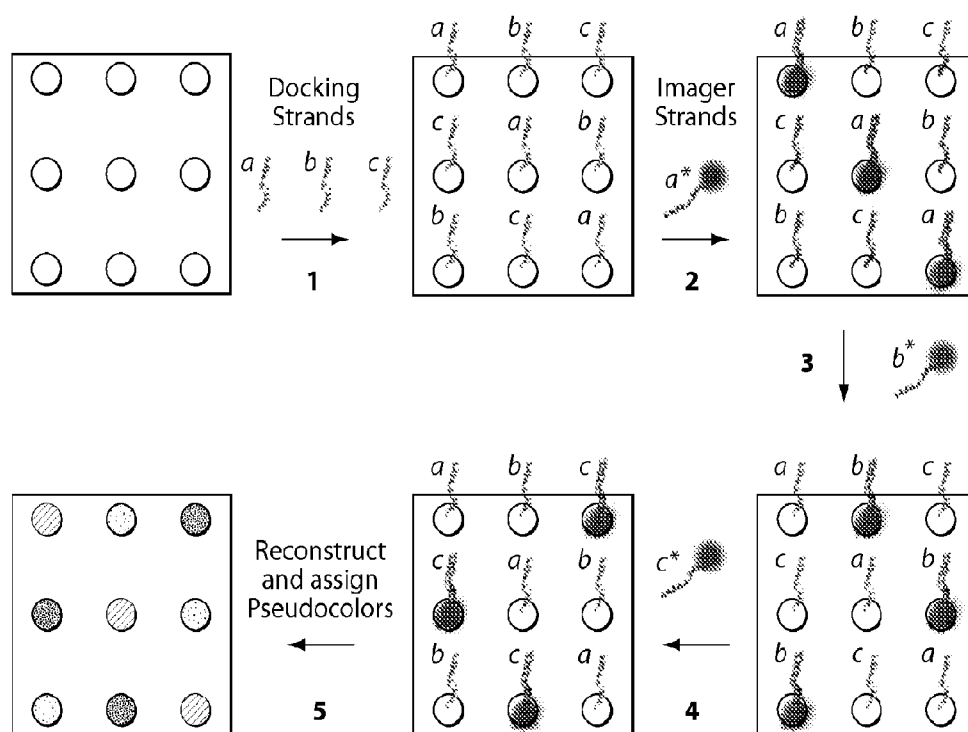 a b c
Docking
Strands
a b c
1
c a b
b c a
Imager
Strands
a*
2
a b c
c a b
b c a
3
b*
a b c
c a b
b c a
c*
4
a b c
c a b
b c a
Reconstruct
and assign
Pseudocolors
5